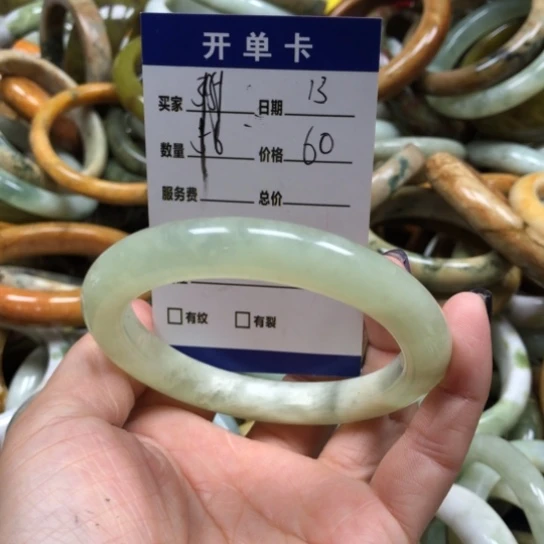 开单卡
买家 日期 13
数量 56 价格 60
服务费 总价
有纹 有裂